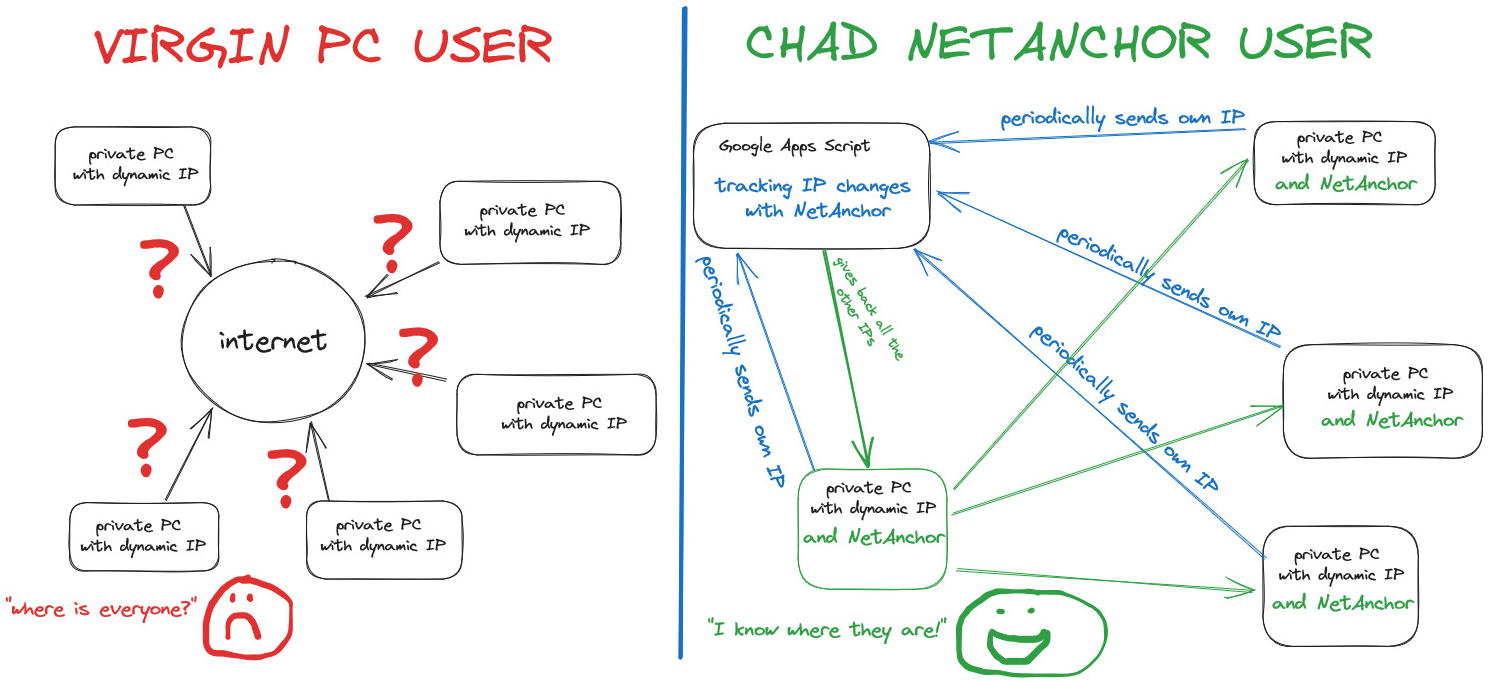 VIRGIN PC USER
private PC
with dynamic IP
private PC
with dynamic IP
?
?
internet
?
private PC
with dynamic IP
?
?
private PC
with dynamic IP
private PC
with dynamic IP
"where is everyone?"
CHAD NETANCHOR USER
periodically sends own IP
Google Apps Script
tracking IP changes
with NetAnchor
private PC
with dynamic IP
and NetAnchor
periodically sends own IP
gives back all the
other IPs
periodically sends own IP
periodically sends own IP
private PC
with dynamic IP
and NetAnchor
private PC
with dynamic IP
and NetAnchor
private PC
with dynamic IP
and NetAnchor
"I know where they are!"